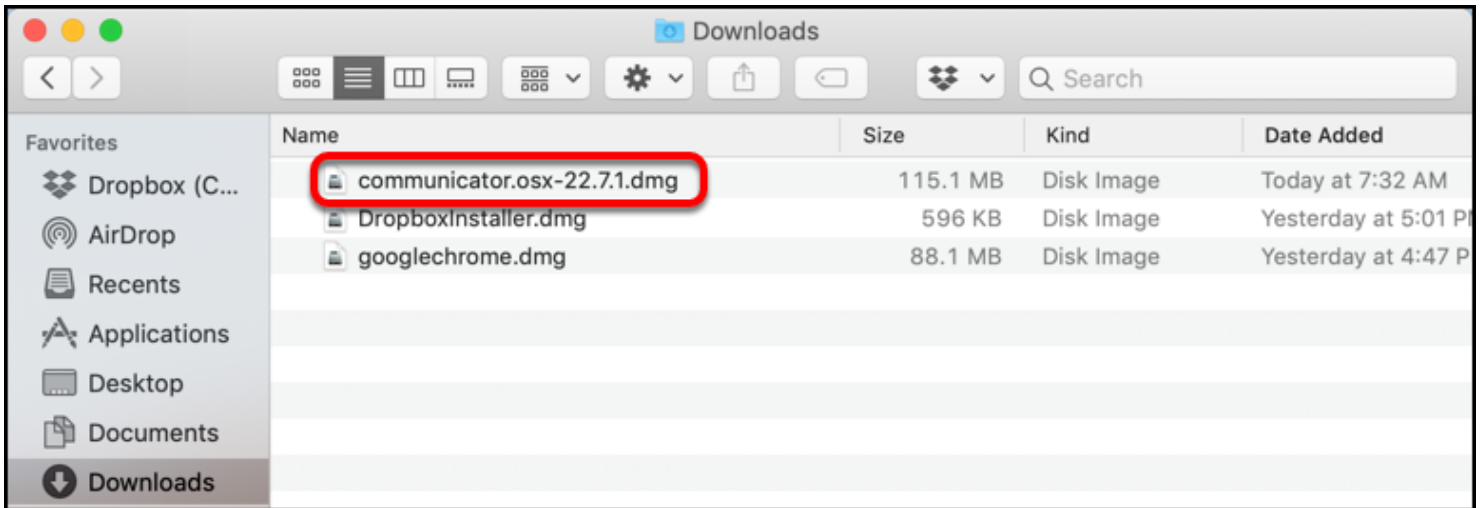 Downloads
Search
Favorites
Name Size Kind Date Added
Dropbox (C... communicator.osx-22.7.1.dmg 115.1 MB Disk Image Today at 7:32 AM
AirDrop DropboxInstaller.dmg 596 KB Disk Image Yesterday at 5:01 P
Recents googlechrome.dmg 88.1 MB Disk Image Yesterday at 4:47 P
Applications
Desktop
Documents
Downloads